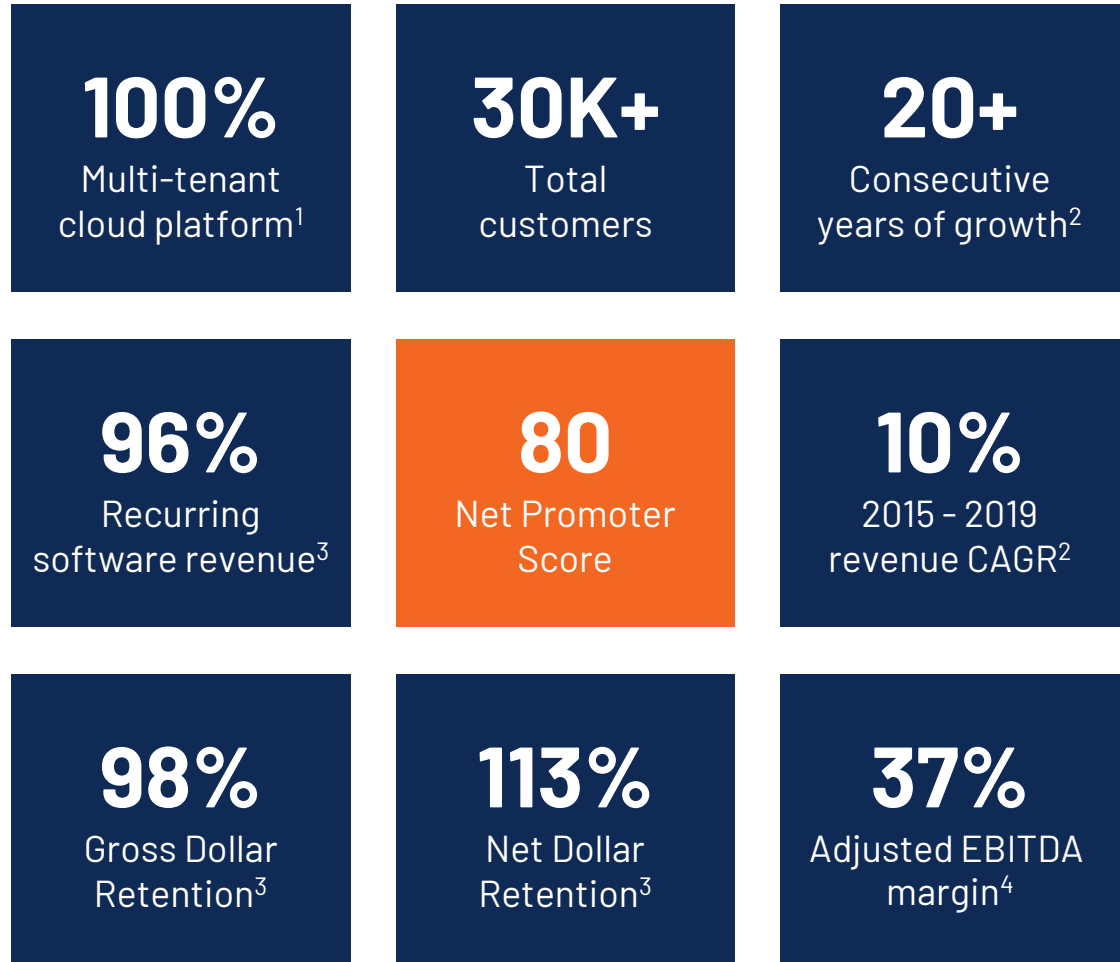 100%
Multi-tenant
cloud platform¹
30K+
Total
customers
20+
Consecutive
years of growth²
96%
Recurring
software revenue³
80
Net Promoter
Score
10%
2015 - 2019
revenue CAGR²
98%
Gross Dollar
Retention³
113%
Net Dollar
Retention³
37%
Adjusted EBITDA
margin⁴